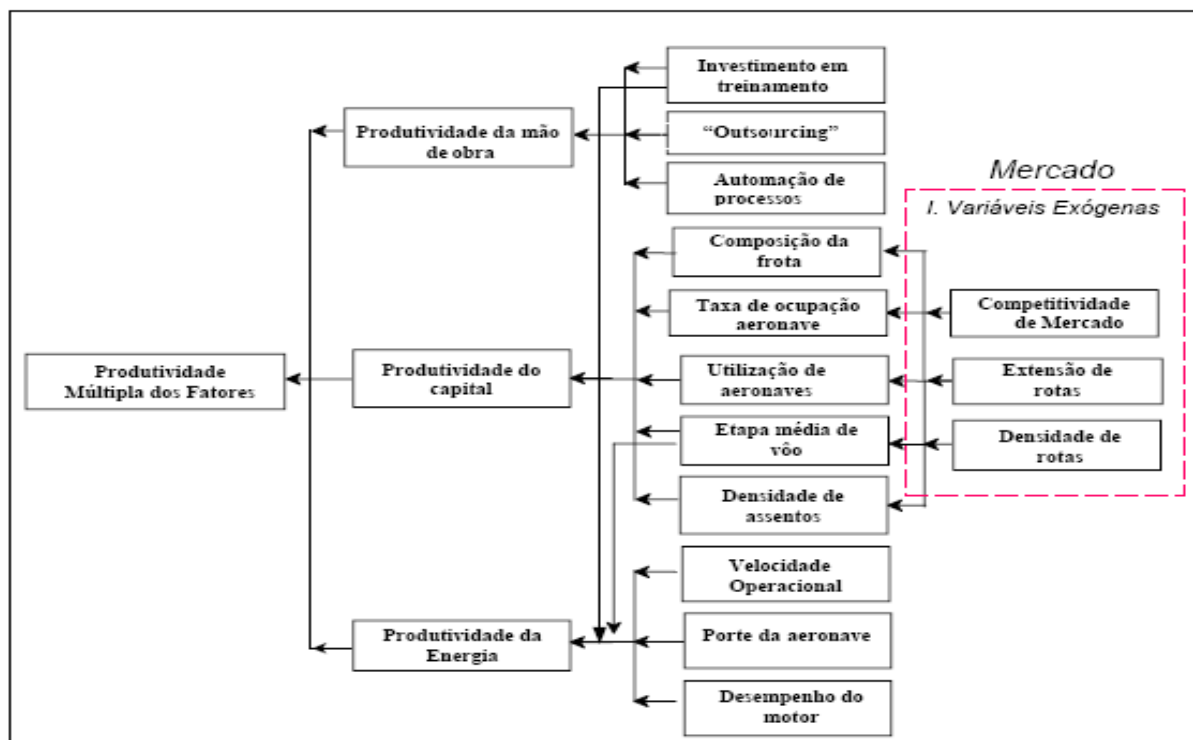 Investimento em
treinamento
Produtividade da mão
de obra
“Outsourcing”
Automação de
processos
Mercado
I. Variáveis Exógenas
Composição da
frota
Taxa de ocupação
aeronave
Competitividade
de Mercado
Produtividade
Múltipla dos Fatores
Produtividade do
capital
Utilização de
aeronaves
Extensão de
rotas
Etapa média de
vôo
Densidade de
rotas
Densidade de
assentos
Velocidade
Operacional
Produtividade da
Energia
Porte da aeronave
Desempenho do
motor